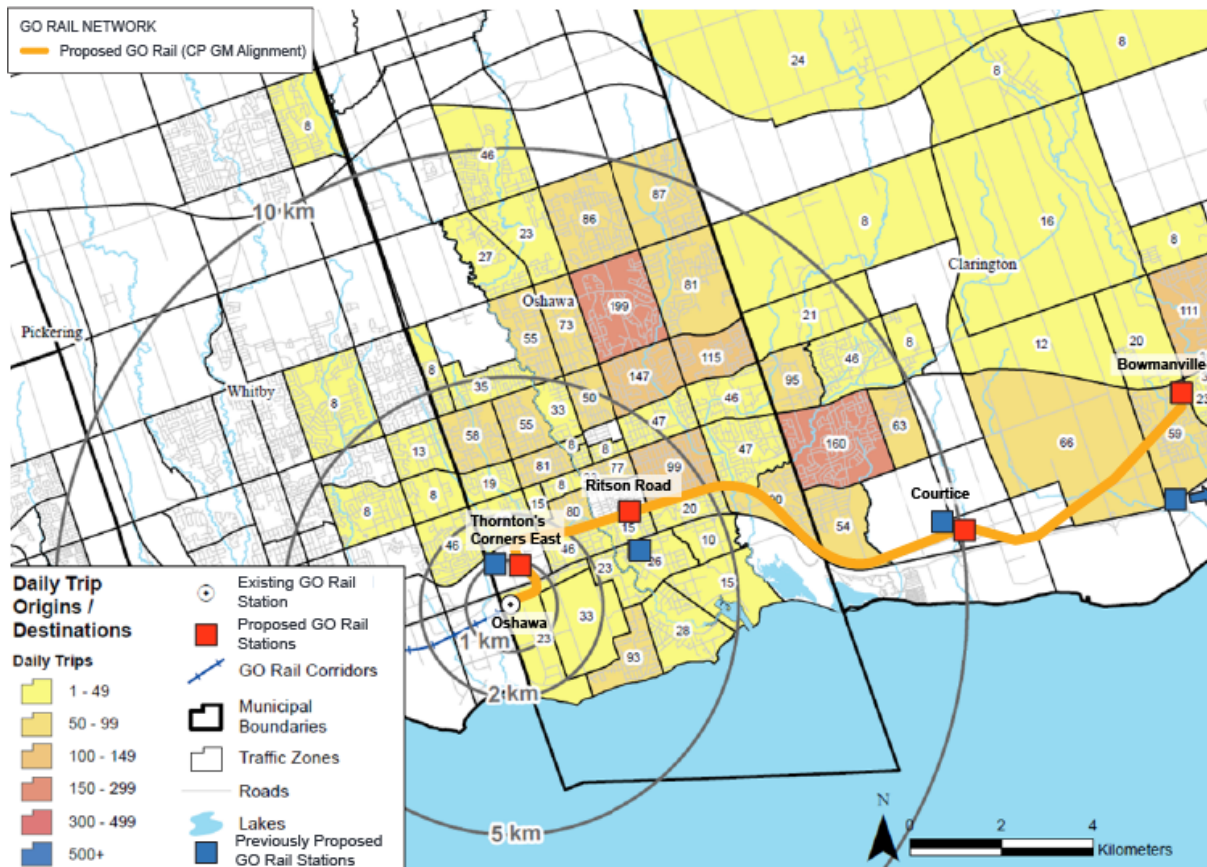 GO RAIL NETWORK
Proposed GO Rail (CP GM Alignment)
8
24
8
8
46
87
10 km
86
23
27
8
16
8
Clarington
81
Oshawa
199
73
55
21
111
Pickering
115
12
20
46
8
147
Bowmanville
8
35
95
Whitby
50
46
8
33
23
55
47
63
59
58
8
8
47
160
66
13
81
77
99
19
8
Ritson Road
8
15
Courtice
8
80
20
54
Thornton's
Corners East
15
46
46
10
23
26
15
Oshawa
33
23
28
1 km
93
2 km
5 km
Daily Trip
Origins /
Destinations
Daily Trips
1 - 49
50 - 99
100 - 149
150 - 299
300 - 499
500+
Existing GO Rail
Station
Proposed GO Rail
Stations
GO Rail Corridors
Municipal
Boundaries
Traffic Zones
Roads
Lakes
Previously Proposed
GO Rail Stations
N
0
2
4
Kilometers